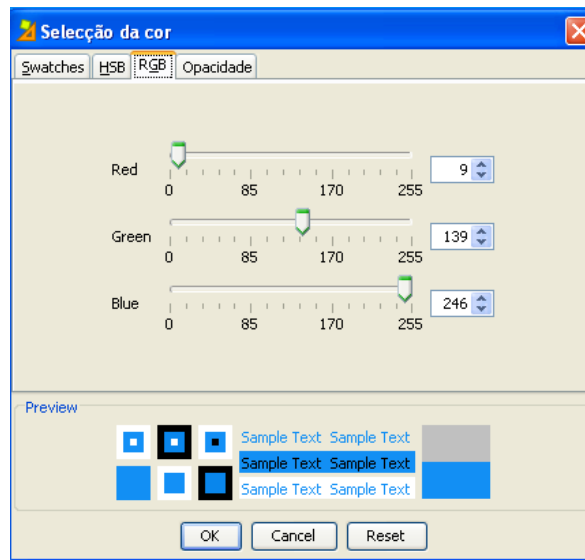 Selecção da cor
Swatches HSB RGB Opacidade
Red 9
0 85 170 255
Green 139
0 85 170 255
Blue 246
0 85 170 255
Preview
Sample Text Sample Text
Sample Text Sample Text
Sample Text Sample Text
OK Cancel Reset